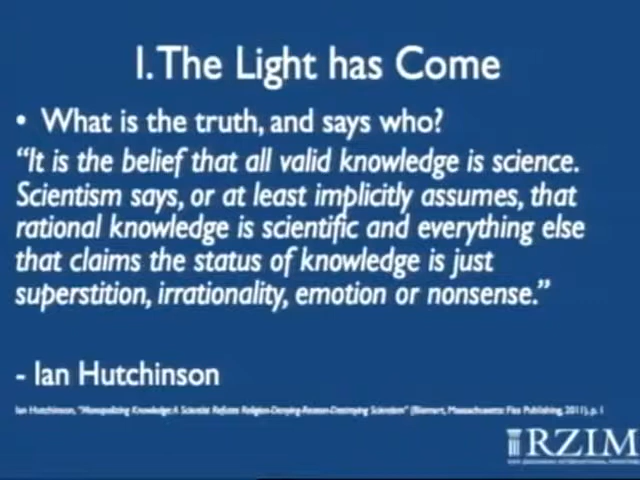 I. The Light has Come
• What is the truth, and says who?
“It is the belief that all valid knowledge is science.
Scientism says, or at least implicitly assumes, that
rational knowledge is scientific and everything else
that claims the status of knowledge is just
superstition, irrationality, emotion or nonsense.”
- Ian Hutchinson
Ian Hutchinson, "Monopolizing Knowledge: A Scientist Refutes Religion-Denying, Reason-Destroying Scientism" (Massachusetts: Fias Publishing, 2011), p. 1
RZIM